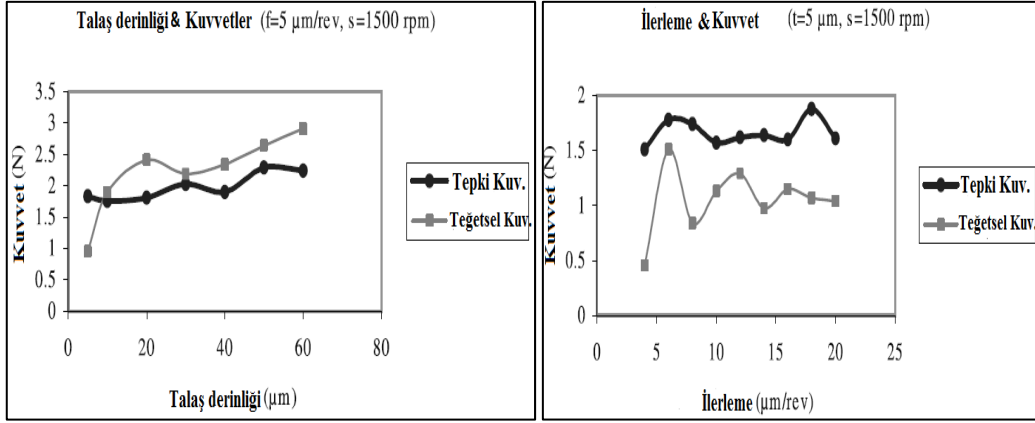 Talaş derinliği & Kuvvetler (f=5 µm/rev, s=1500 rpm)
3.5
3
2.5
2
1.5
1
0.5
0
Kuvvet (N)
0 20 40 60 80
Talaş derinliği (µm)
Tepki Kuv.
Teğetsel Kuv.
İlerleme & Kuvvet (t=5 µm, s=1500 rpm)
2
1.5
1
0.5
0
Kuvvet (N)
0 5 10 15 20 25
İlerleme (µm/rev)
Tepki Kuv.
Teğetsel Kuv.